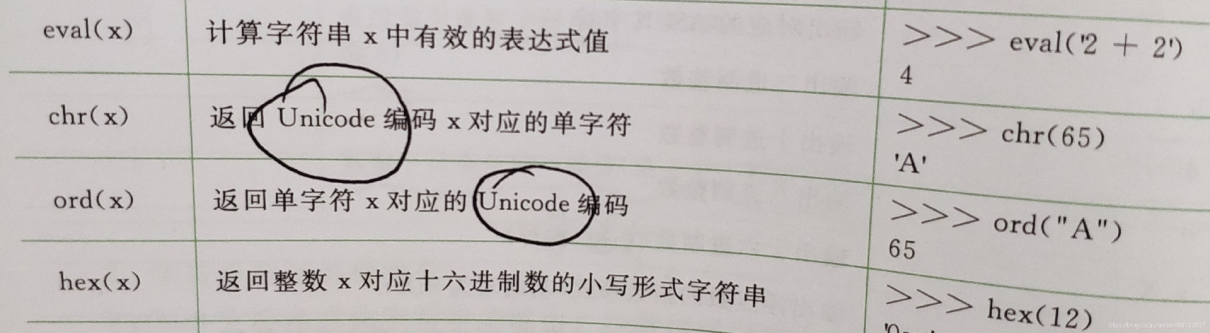 eval(x) 计算字符串 x 中有效的表达式值 >>> eval('2 + 2')
4
chr(x) 返回 Unicode 编码 x 对应的单字符 >>> chr(65)
'A'
ord(x) 返回单字符 x 对应的 Unicode 编码 >>> ord("A")
65
hex(x) 返回整数 x 对应十六进制数的小写形式字符串 >>> hex(12)